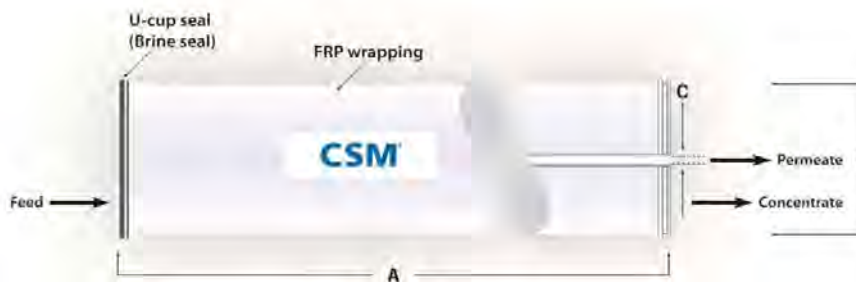 U-cup seal
(Brine seal)
FRP wrapping
C
CSM
Permeate
Feed
Concentrate
A